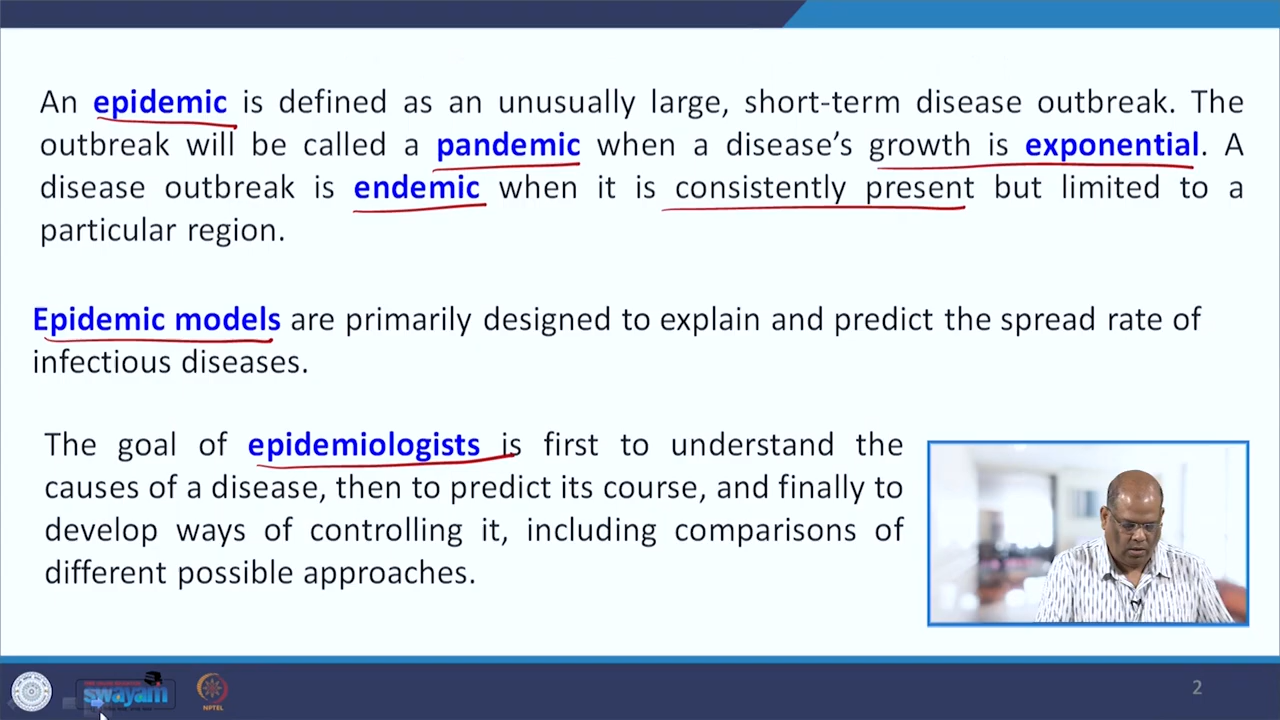 An epidemic is defined as an unusually large, short-term disease outbreak. The
outbreak will be called a pandemic when a disease’s growth is exponential. A
disease outbreak is endemic when it is consistently present but limited to a
particular region.
Epidemic models are primarily designed to explain and predict the spread rate of
infectious diseases.
The goal of epidemiologists is first to understand the
causes of a disease, then to predict its course, and finally to
develop ways of controlling it, including comparisons of
different possible approaches.
swayam
NPTEL
2